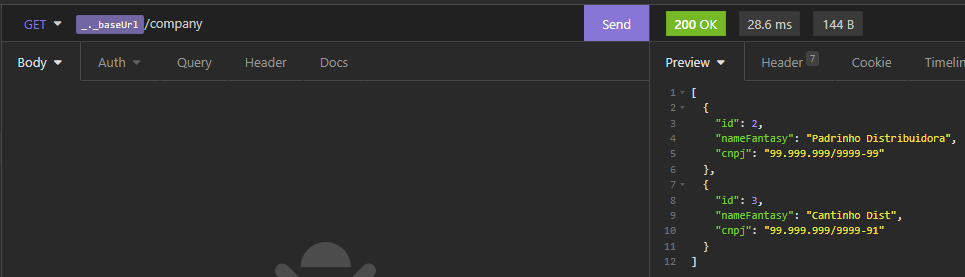 GET _._baseUrl/company Send 200 OK 28.6 ms 144 B
Body Auth Query Header Docs Preview Header 7 Cookie Timelin
1 [
2 {
3 "id": 2,
4 "nameFantasy": "Padrinho Distribuidora",
5 "cnpj": "99.999.999/9999-99"
6 },
7 {
8 "id": 3,
9 "nameFantasy": "Cantinho Dist",
10 "cnpj": "99.999.999/9999-91"
11 }
12 ]